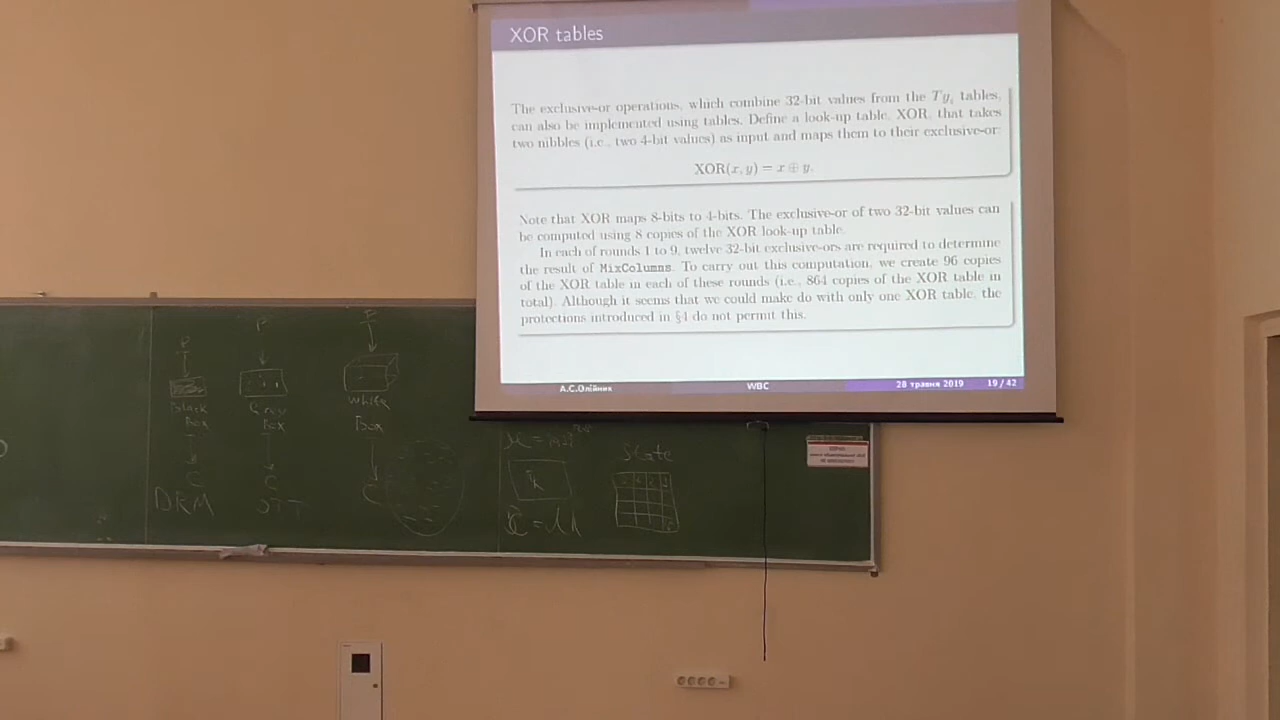 XOR tables
The exclusive-or operations, which combine 32-bit values from the Tyᵢ tables,
can also be implemented using tables. Define a look-up table, XOR, that takes
two nibbles (i.e., two 4-bit values) as input and maps them to their exclusive-or:
XOR(x, y) = x ⊕ y.
Note that XOR maps 8-bits to 4-bits. The exclusive-or of two 32-bit values can
be computed using 8 copies of the XOR look-up table.
In each of rounds 1 to 9, twelve 32-bit exclusive-ors are required to determine
the result of MixColumns. To carry out this computation, we create 96 copies
of the XOR table in each of these rounds (i.e., 864 copies of the XOR table in
total). Although it seems that we could make do with only one XOR table, the
protections introduced in §4 do not permit this.
А.С.Олійник WBC 28 травня 2019 19 / 42
P P P
Black Grey White
Box Box Box
C C C
DRM OTT
State